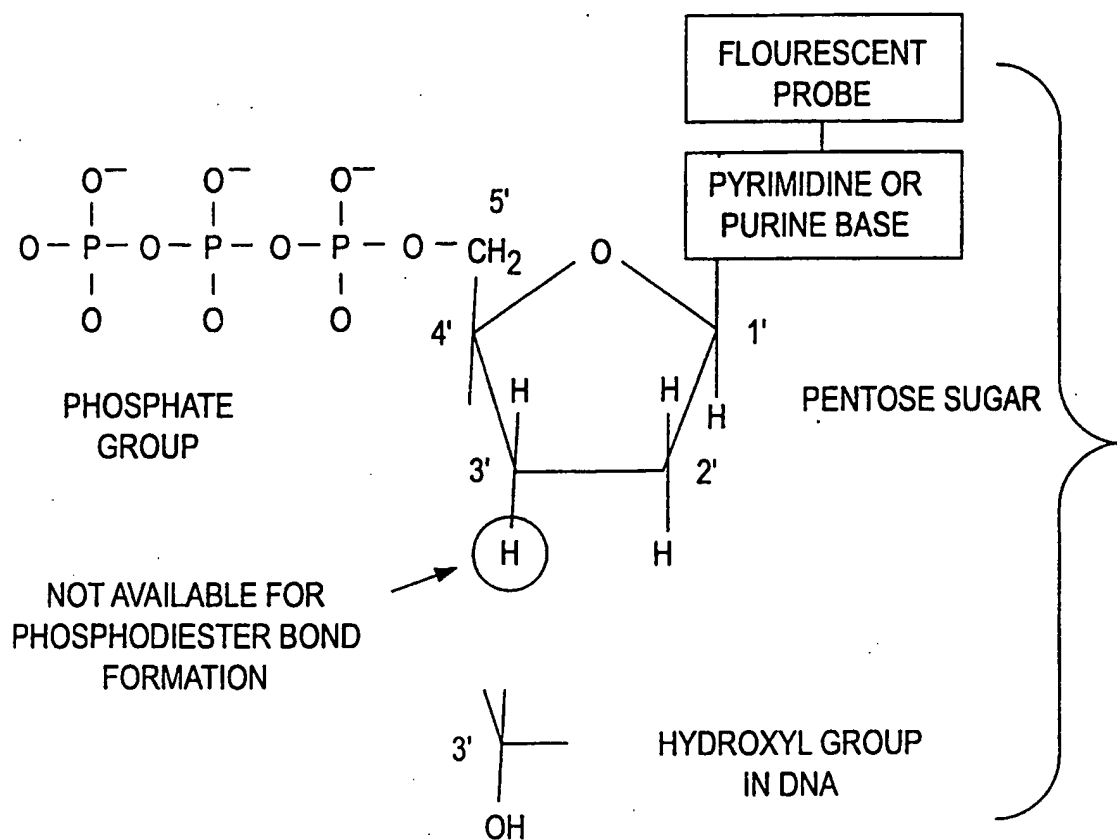 FLOURESCENT
PROBE
PYRIMIDINE OR
PURINE BASE
O⁻ O⁻ O⁻
5'
O-P-O-P-O-P-O-CH₂ O
O O O
4' 1'
H H H
PHOSPHATE
GROUP
PENTOSE SUGAR
3' 2'
H H
NOT AVAILABLE FOR
PHOSPHODIESTER BOND
FORMATION
3'
HYDROXYL GROUP
IN DNA
OH